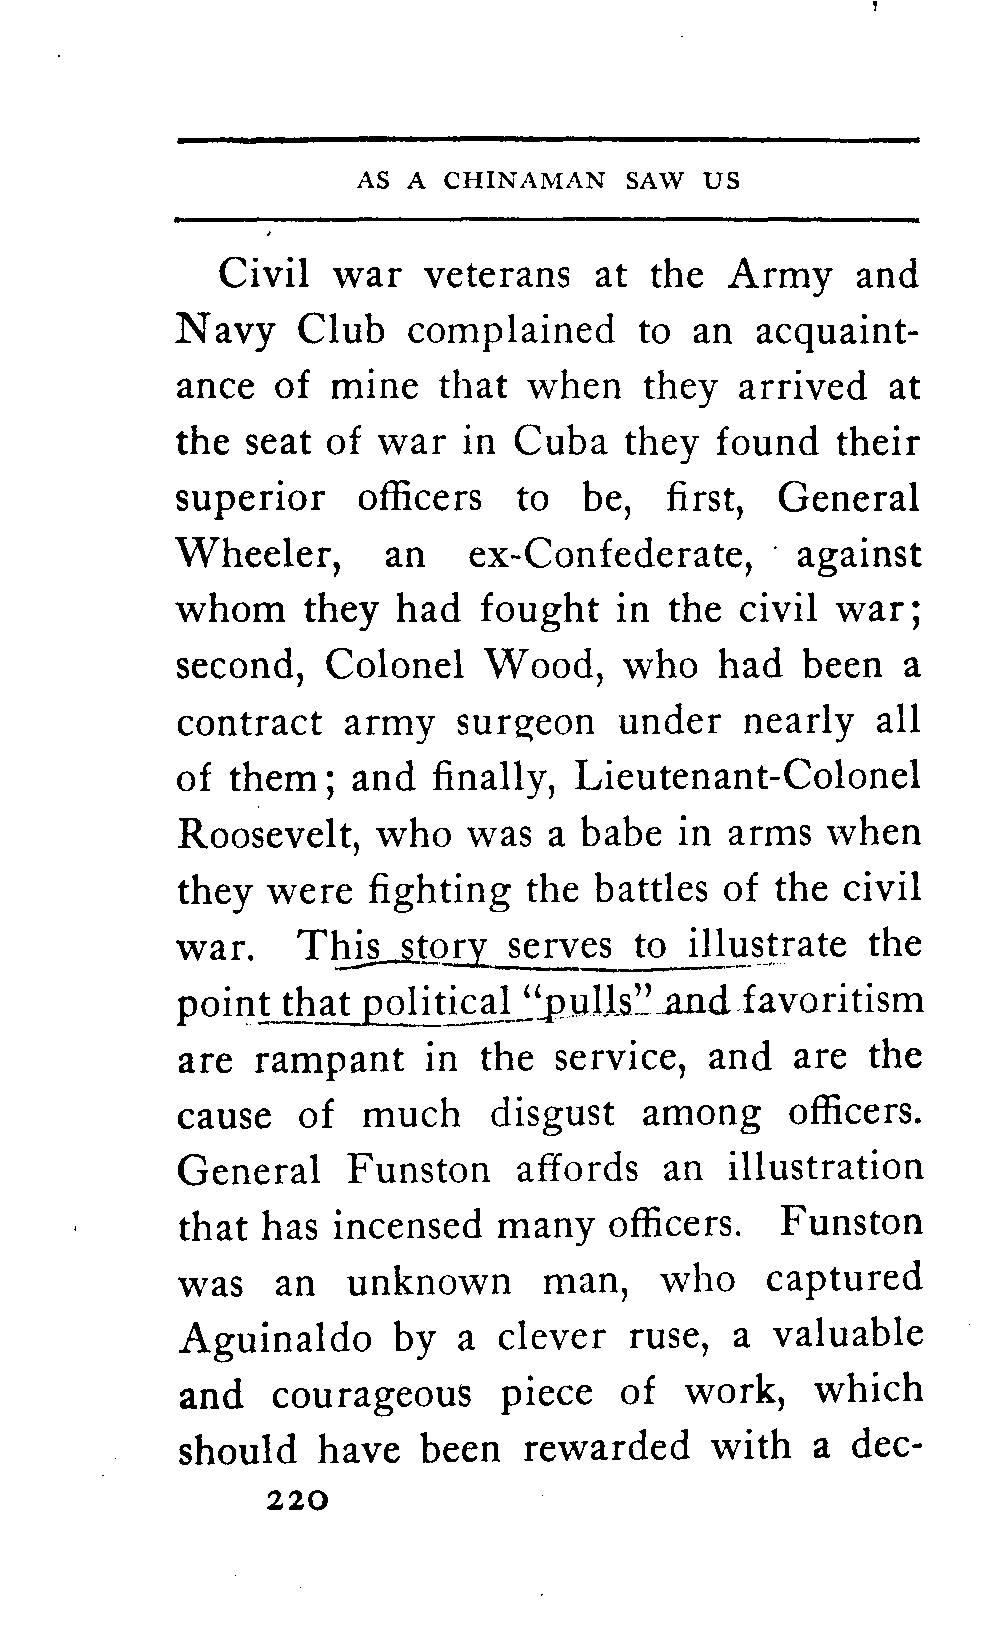 AS A CHINAMAN SAW US
Civil war veterans at the Army and
Navy Club complained to an acquaint-
ance of mine that when they arrived at
the seat of war in Cuba they found their
superior officers to be, first, General
Wheeler, an ex-Confederate, against
whom they had fought in the civil war;
second, Colonel Wood, who had been a
contract army surgeon under nearly all
of them; and finally, Lieutenant-Colonel
Roosevelt, who was a babe in arms when
they were fighting the battles of the civil
war. This story serves to illustrate the
point that political “pulls” and favoritism
are rampant in the service, and are the
cause of much disgust among officers.
General Funston affords an illustration
that has incensed many officers. Funston
was an unknown man, who captured
Aguinaldo by a clever ruse, a valuable
and courageous piece of work, which
should have been rewarded with a dec-
220